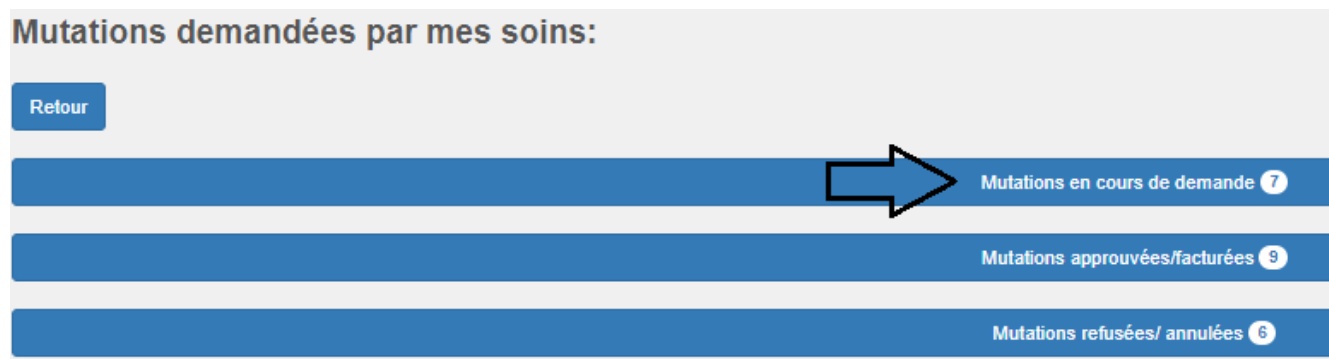 Mutations demandées par mes soins:
Retour
Mutations en cours de demande 7
Mutations approuvées/facturées 9
Mutations refusées/ annulées 6